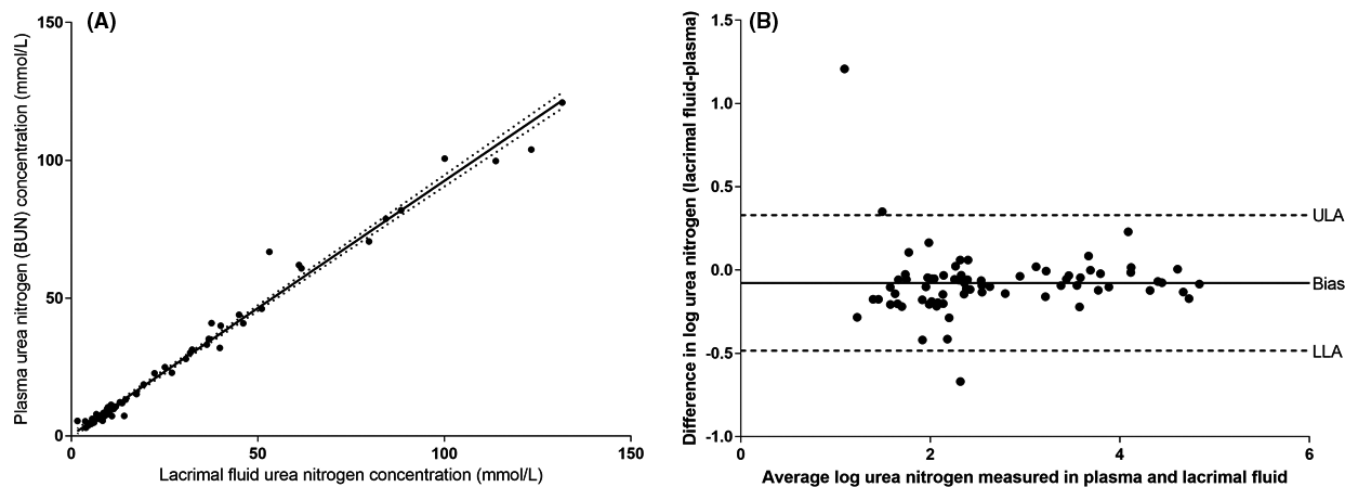 (A)
Plasma urea nitrogen (BUN) concentration (mmol/L)
150
100
50
0
0 50 100 150
Lacrimal fluid urea nitrogen concentration (mmol/L)
(B)
Difference in log urea nitrogen (lacrimal fluid-plasma)
1.5
1.0
0.5
0.0
-0.5
-1.0
ULA
Bias
LLA
0 2 4 6
Average log urea nitrogen measured in plasma and lacrimal fluid